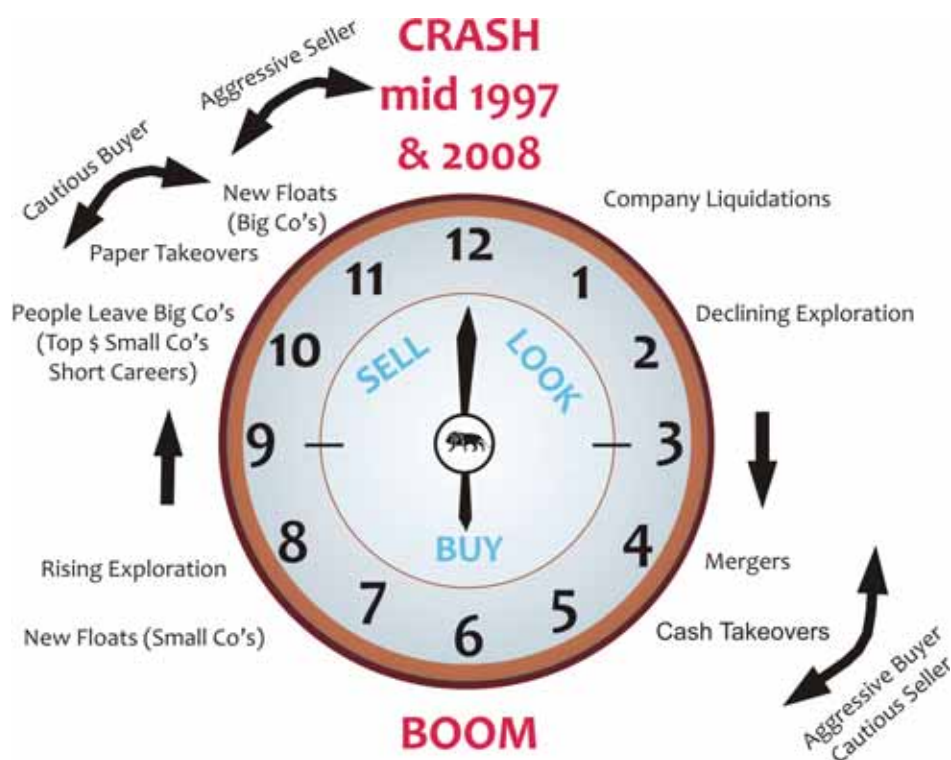 CRASH
mid 1997
& 2008
Aggressive Seller
Cautious Buyer
New Floats
(Big Co's)
Paper Takeovers
People Leave Big Co's
(Top $ Small Co's
Short Careers)
Rising Exploration
New Floats (Small Co's)
12
1
2
3
4
5
6
7
8
9
10
11
SELL
LOOK
BUY
Company Liquidations
Declining Exploration
Mergers
Cash Takeovers
Aggressive Buyer
Cautious Seller
BOOM